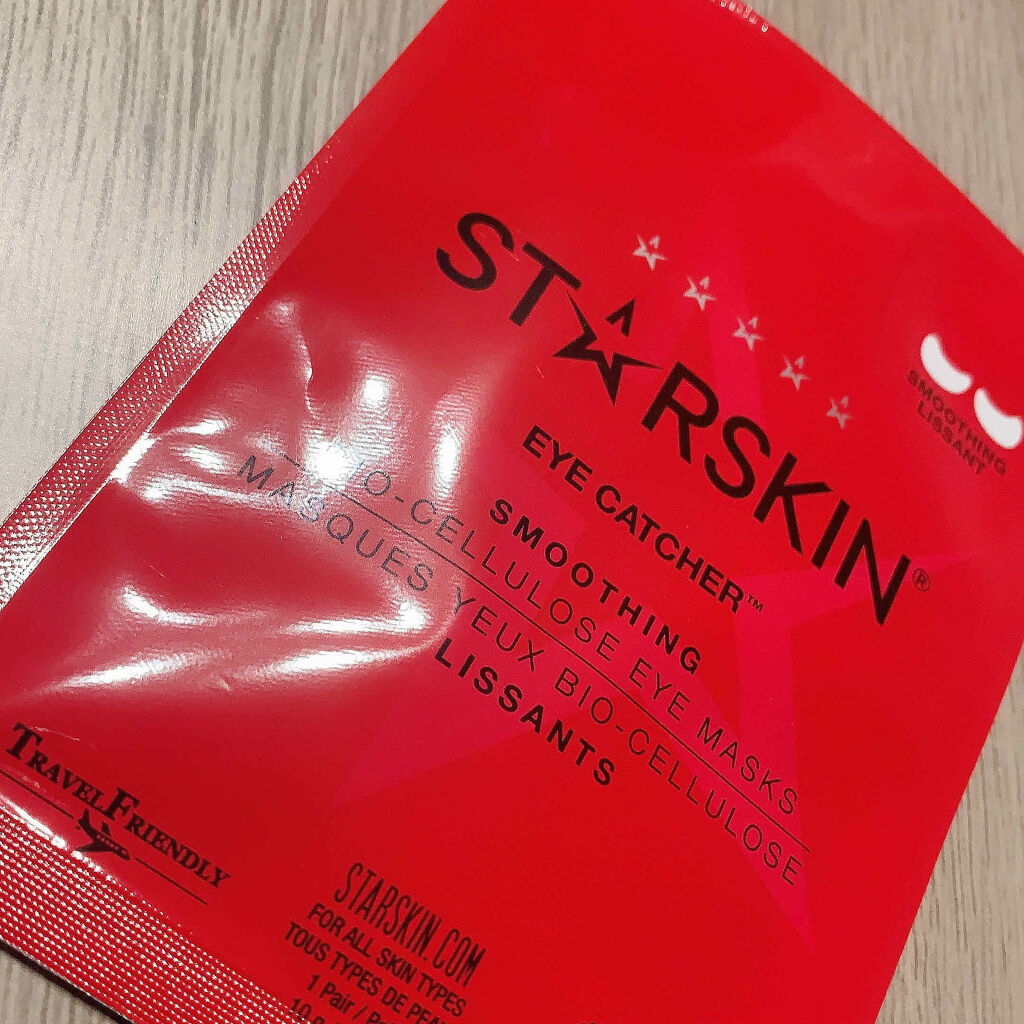 STARSKIN®
EYE CATCHER™
SMOOTHING
BIO-CELLULOSE EYE MASKS
MASQUES YEUX BIO-CELLULOSE
LISSANTS
SMOOTHING
LISSANT
TRAVELFRIENDLY
STARSKIN.COM
FOR ALL SKIN TYPES
TOUS TYPES DE
1 Pair /